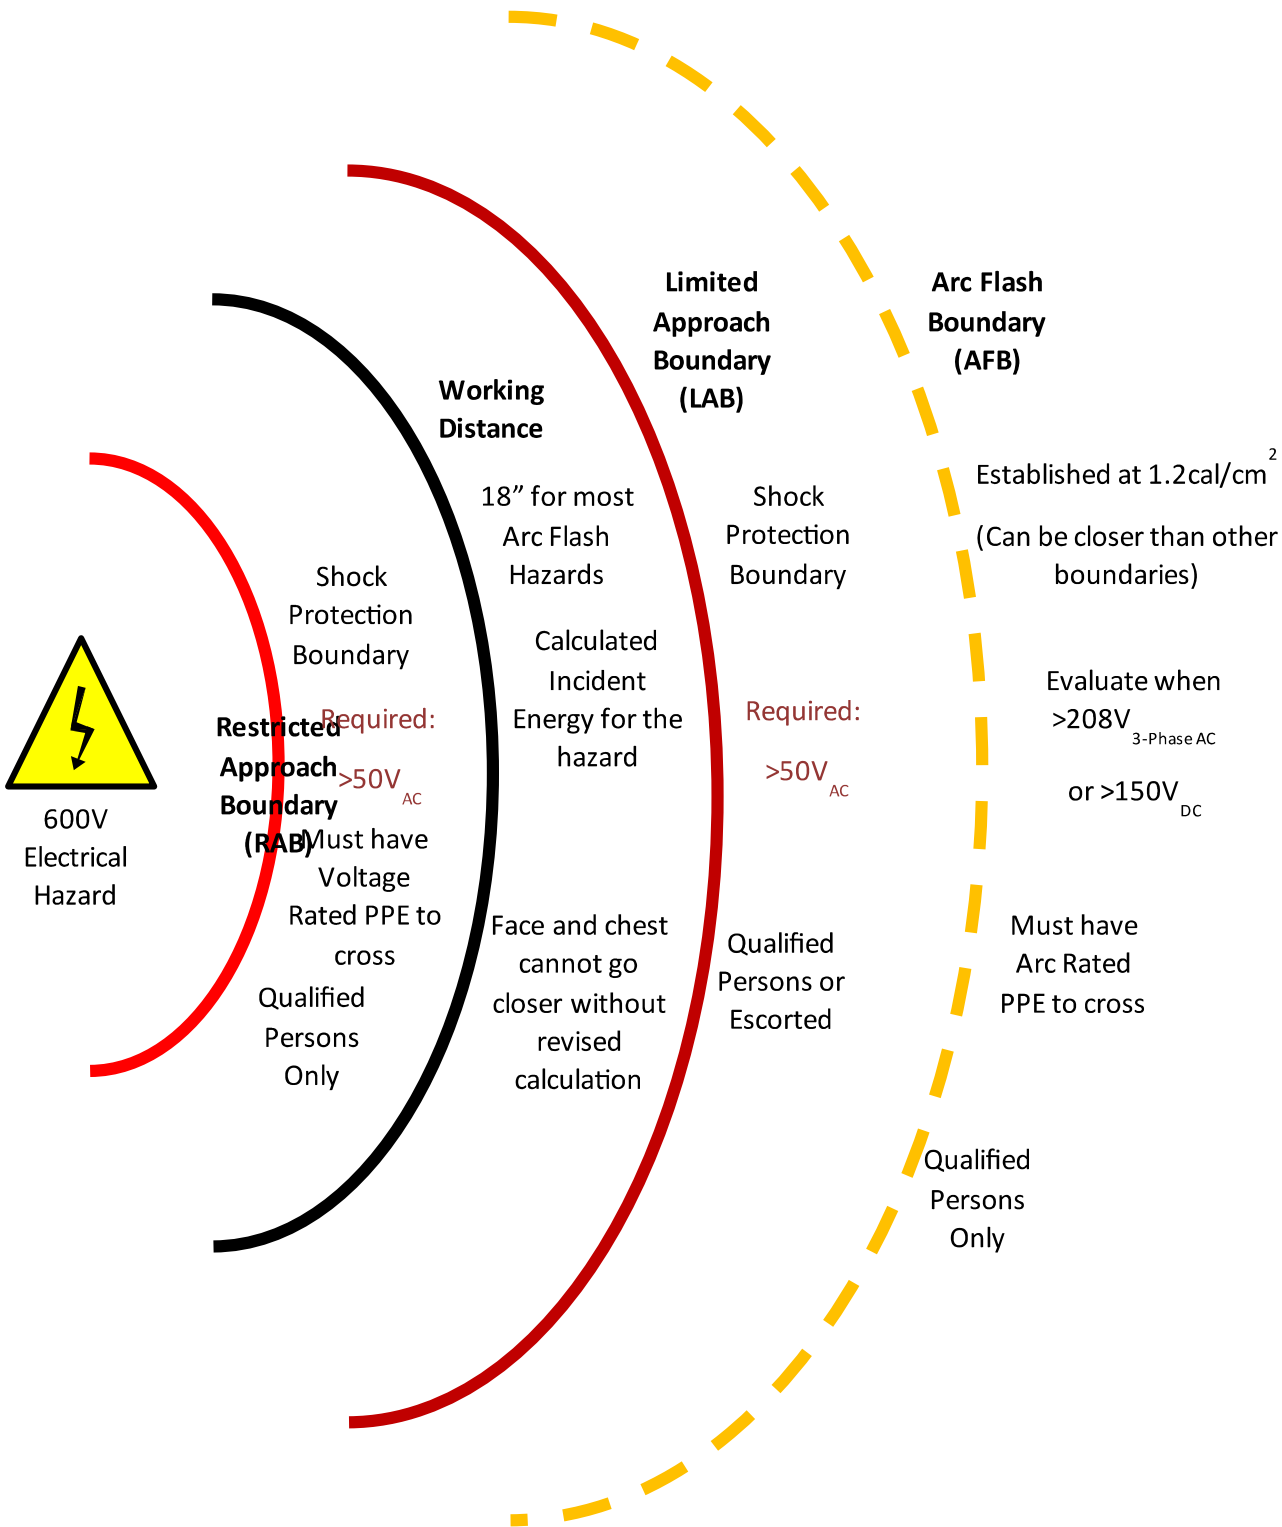 600V
Electrical
Hazard
Restricted
Approach
Boundary
(RAB)
Shock
Protection
Boundary
Required:
>50VAC
Must have
Voltage
Rated PPE to
cross
Qualified
Persons
Only
Working
Distance
18” for most
Arc Flash
Hazards
Calculated
Incident
Energy for the
hazard
Face and chest
cannot go
closer without
revised
calculation
Limited
Approach
Boundary
(LAB)
Shock
Protection
Boundary
Required:
>50VAC
Qualified
Persons or
Escorted
Arc Flash
Boundary
(AFB)
Established at 1.2cal/cm2
(Can be closer than other
boundaries)
Evaluate when
>208V3-Phase AC
or >150VDC
Must have
Arc Rated
PPE to cross
Qualified
Persons
Only